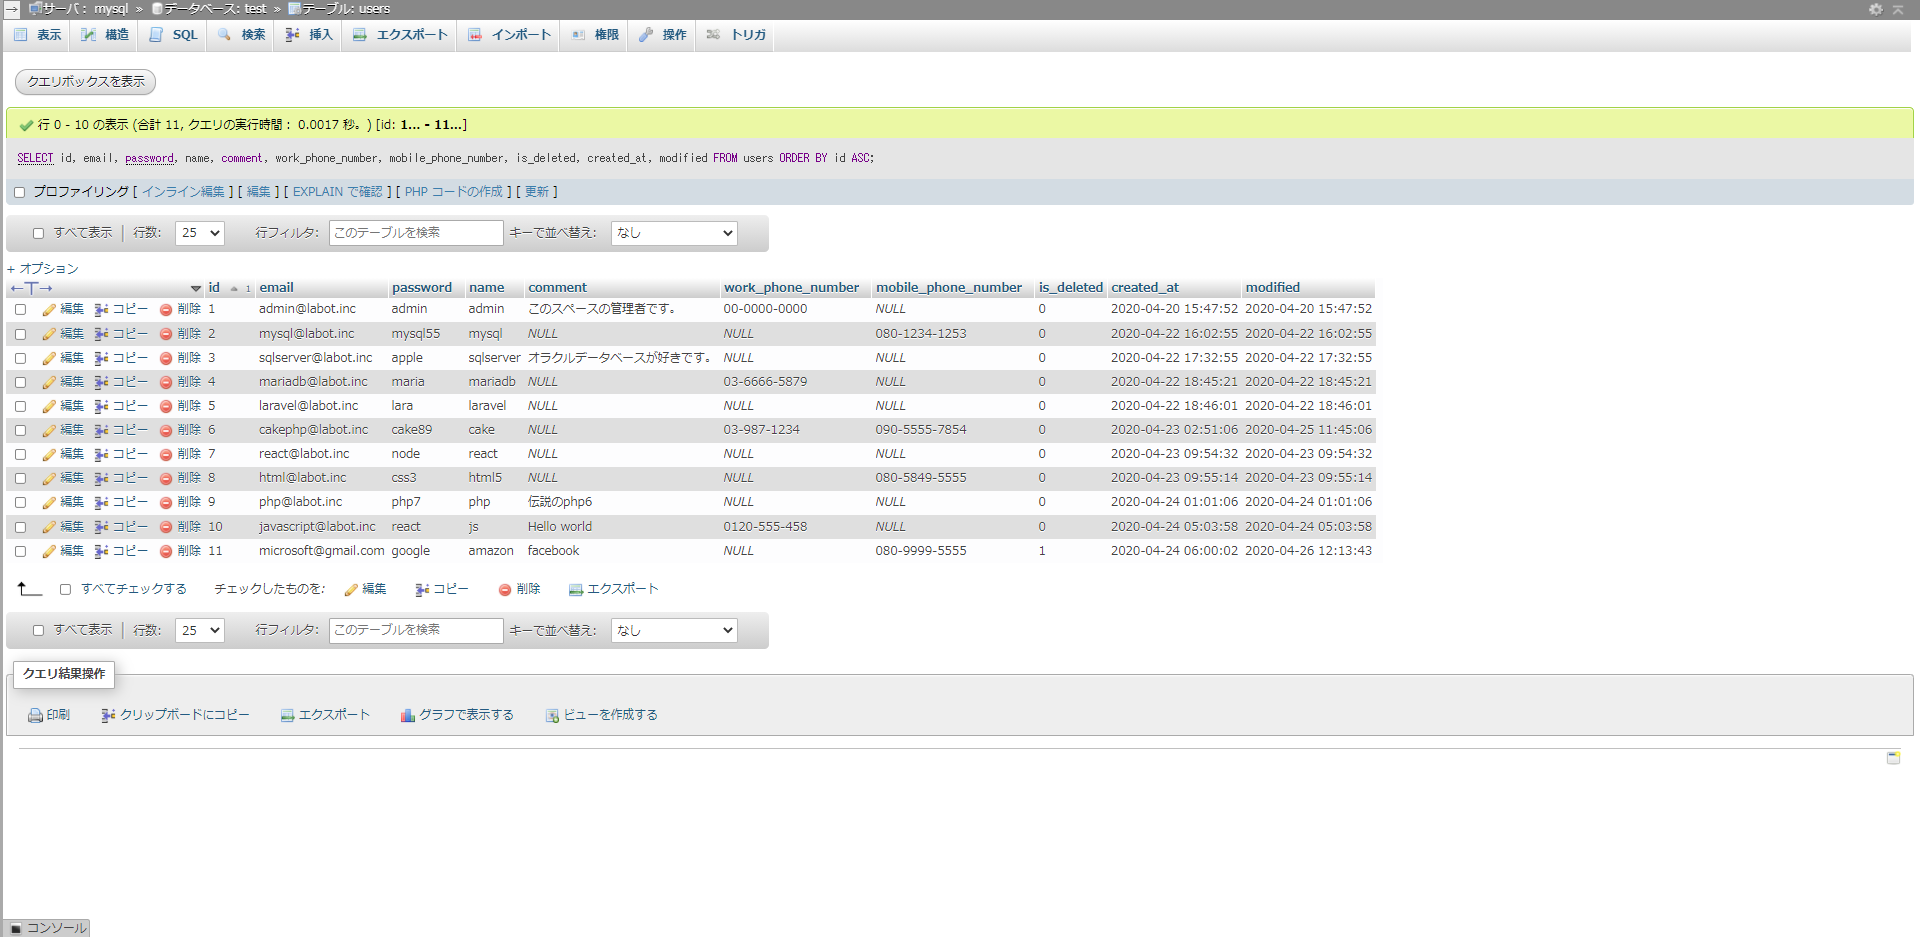 サーバ: mysql » データベース: test » テーブル: users
表示 構造 SQL 検索 挿入 エクスポート インポート 権限 操作 トリガ
クエリボックスを表示
行 0 - 10 の表示 (合計 11, クエリの実行時間: 0.0017 秒。) [id: 1... - 11...]
SELECT id, email, password, name, comment, work_phone_number, mobile_phone_number, is_deleted, created_at, modified FROM users ORDER BY id ASC;
プロファイリング [ インライン編集 ] [ 編集 ] [ EXPLAIN で確認 ] [ PHP コードの作成 ] [ 更新 ]
すべて表示 | 行数: 25 行フィルタ: このテーブルを検索 キーで並べ替え: なし
+ オプション
←T→ id 1 email password name comment work_phone_number mobile_phone_number is_deleted created_at modified
編集 コピー 削除 1 admin@labot.inc admin admin このスペースの管理者です。 00-0000-0000 NULL 0 2020-04-20 15:47:52 2020-04-20 15:47:52
編集 コピー 削除 2 mysql@labot.inc mysql55 mysql NULL NULL 080-1234-1253 0 2020-04-22 16:02:55 2020-04-22 16:02:55
編集 コピー 削除 3 sqlserver@labot.inc apple sqlserver オラクルデータベースが好きです。 NULL NULL 0 2020-04-22 17:32:55 2020-04-22 17:32:55
編集 コピー 削除 4 mariadb@labot.inc maria mariadb NULL 03-6666-5879 NULL 0 2020-04-22 18:45:21 2020-04-22 18:45:21
編集 コピー 削除 5 laravel@labot.inc lara laravel NULL NULL NULL 0 2020-04-22 18:46:01 2020-04-22 18:46:01
編集 コピー 削除 6 cakephp@labot.inc cake89 cake NULL 03-987-1234 090-5555-7854 0 2020-04-23 02:51:06 2020-04-25 11:45:06
編集 コピー 削除 7 react@labot.inc node react NULL NULL NULL 0 2020-04-23 09:54:32 2020-04-23 09:54:32
編集 コピー 削除 8 html@labot.inc css3 html5 NULL NULL 080-5849-5555 0 2020-04-23 09:55:14 2020-04-23 09:55:14
編集 コピー 削除 9 php@labot.inc php7 php 伝説のphp6 NULL NULL 0 2020-04-24 01:01:06 2020-04-24 01:01:06
編集 コピー 削除 10 javascript@labot.inc react js Hello world 0120-555-458 NULL 0 2020-04-24 05:03:58 2020-04-24 05:03:58
編集 コピー 削除 11 microsoft@gmail.com google amazon facebook NULL 080-9999-5555 1 2020-04-24 06:00:02 2020-04-26 12:13:43
すべてチェックする チェックしたものを: 編集 コピー 削除 エクスポート
すべて表示 | 行数: 25 行フィルタ: このテーブルを検索 キーで並べ替え: なし
クエリ結果操作
印刷 クリップボードにコピー エクスポート グラフで表示する ビューを作成する
コンソール